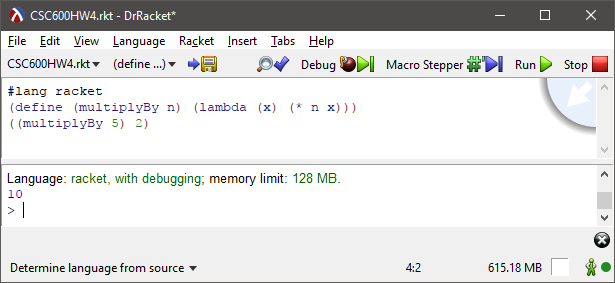 CSC600HW4.rkt - DrRacket*
File Edit View Language Racket Insert Tabs Help
CSC600HW4.rkt (define ...) Debug Macro Stepper #' Run Stop
#lang racket
(define (multiplyBy n) (lambda (x) (* n x)))
((multiplyBy 5) 2)
Language: racket, with debugging; memory limit: 128 MB.
10
>
Determine language from source 4:2 615.18 MB